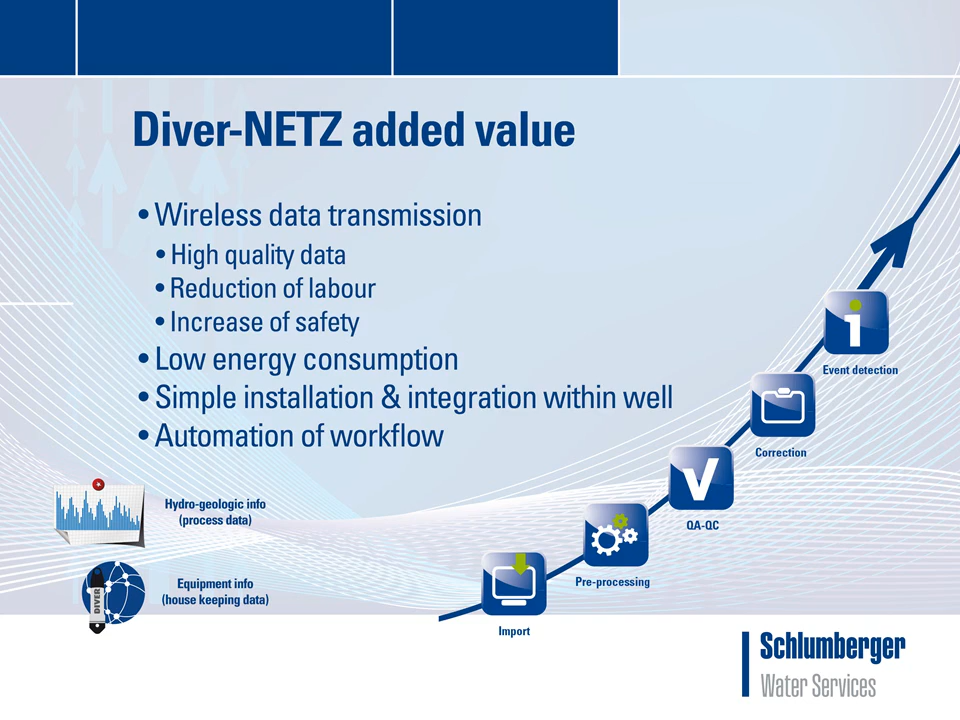 Diver-NETZ added value
•Wireless data transmission
•High quality data
•Reduction of labour
•Increase of safety
•Low energy consumption
•Simple installation & integration within well
•Automation of workflow
Hydro-geologic info
(process data)
Equipment info
(house keeping data)
DIVER
Import
Pre-processing
QA-QC
Correction
Event detection
Schlumberger
Water Services